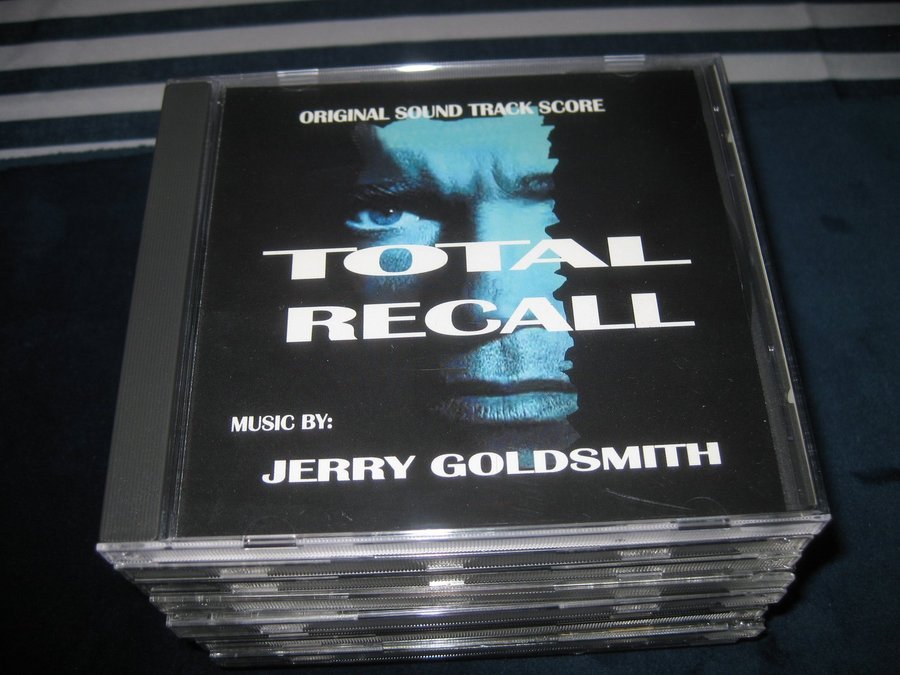 ORIGINAL SOUND TRACK SCORE
TOTAL
RECALL
MUSIC BY:
JERRY GOLDSMITH